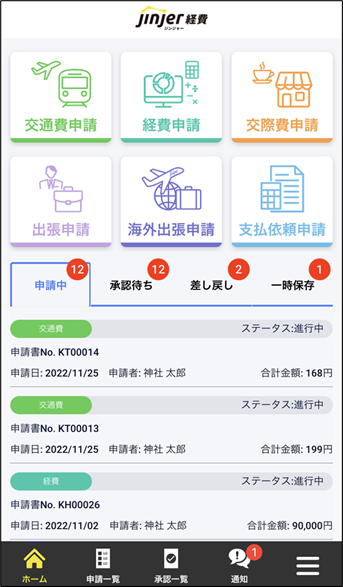 jinjer 経費
ジンジャー
交通費申請
経費申請
交際費申請
出張申請
海外出張申請
支払依頼申請
申請中 12
承認待ち 12
差し戻し 2
一時保存 1
交通費 ステータス:進行中
申請書No. KT00014
申請日: 2022/11/25 申請者: 神社 太郎 合計金額: 168円
交通費 ステータス:進行中
申請書No. KT00013
申請日: 2022/11/25 申請者: 神社 太郎 合計金額: 199円
経費 ステータス:進行中
申請書No. KH00026
申請日: 2022/11/02 申請者: 神社 太郎 合計金額: 90,000円
1
ホーム 申請一覧 承認一覧 通知